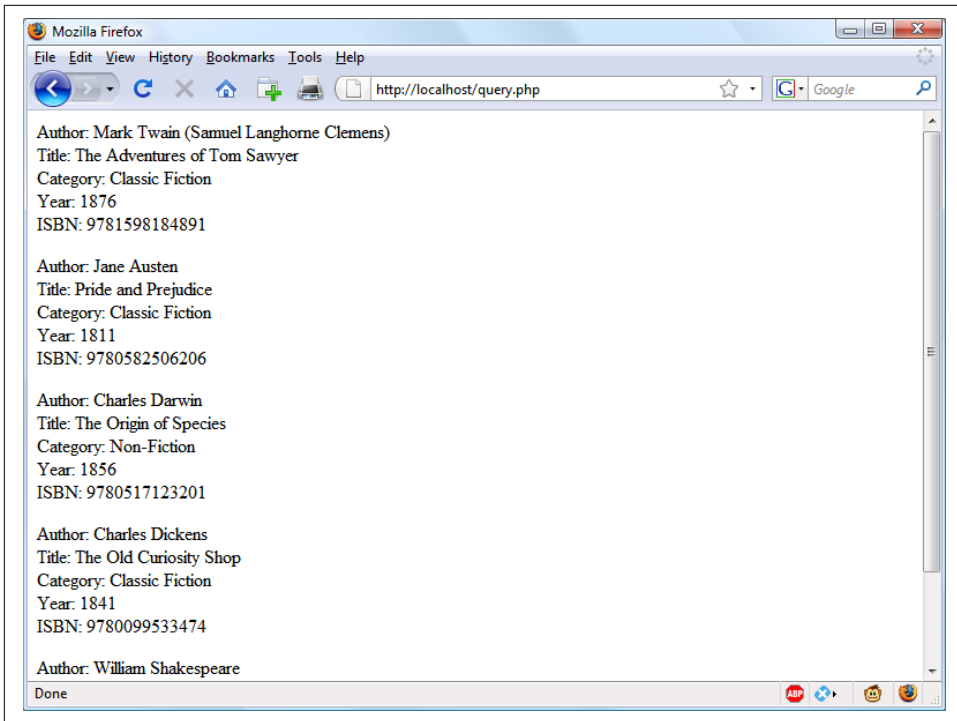 Mozilla Firefox
File Edit View History Bookmarks Tools Help
http://localhost/query.php
G Google
Author: Mark Twain (Samuel Langhorne Clemens)
Title: The Adventures of Tom Sawyer
Category: Classic Fiction
Year: 1876
ISBN: 9781598184891
Author: Jane Austen
Title: Pride and Prejudice
Category: Classic Fiction
Year: 1811
ISBN: 9780582506206
Author: Charles Darwin
Title: The Origin of Species
Category: Non-Fiction
Year: 1856
ISBN: 9780517123201
Author: Charles Dickens
Title: The Old Curiosity Shop
Category: Classic Fiction
Year: 1841
ISBN: 9780099533474
Author: William Shakespeare
Done
ABP